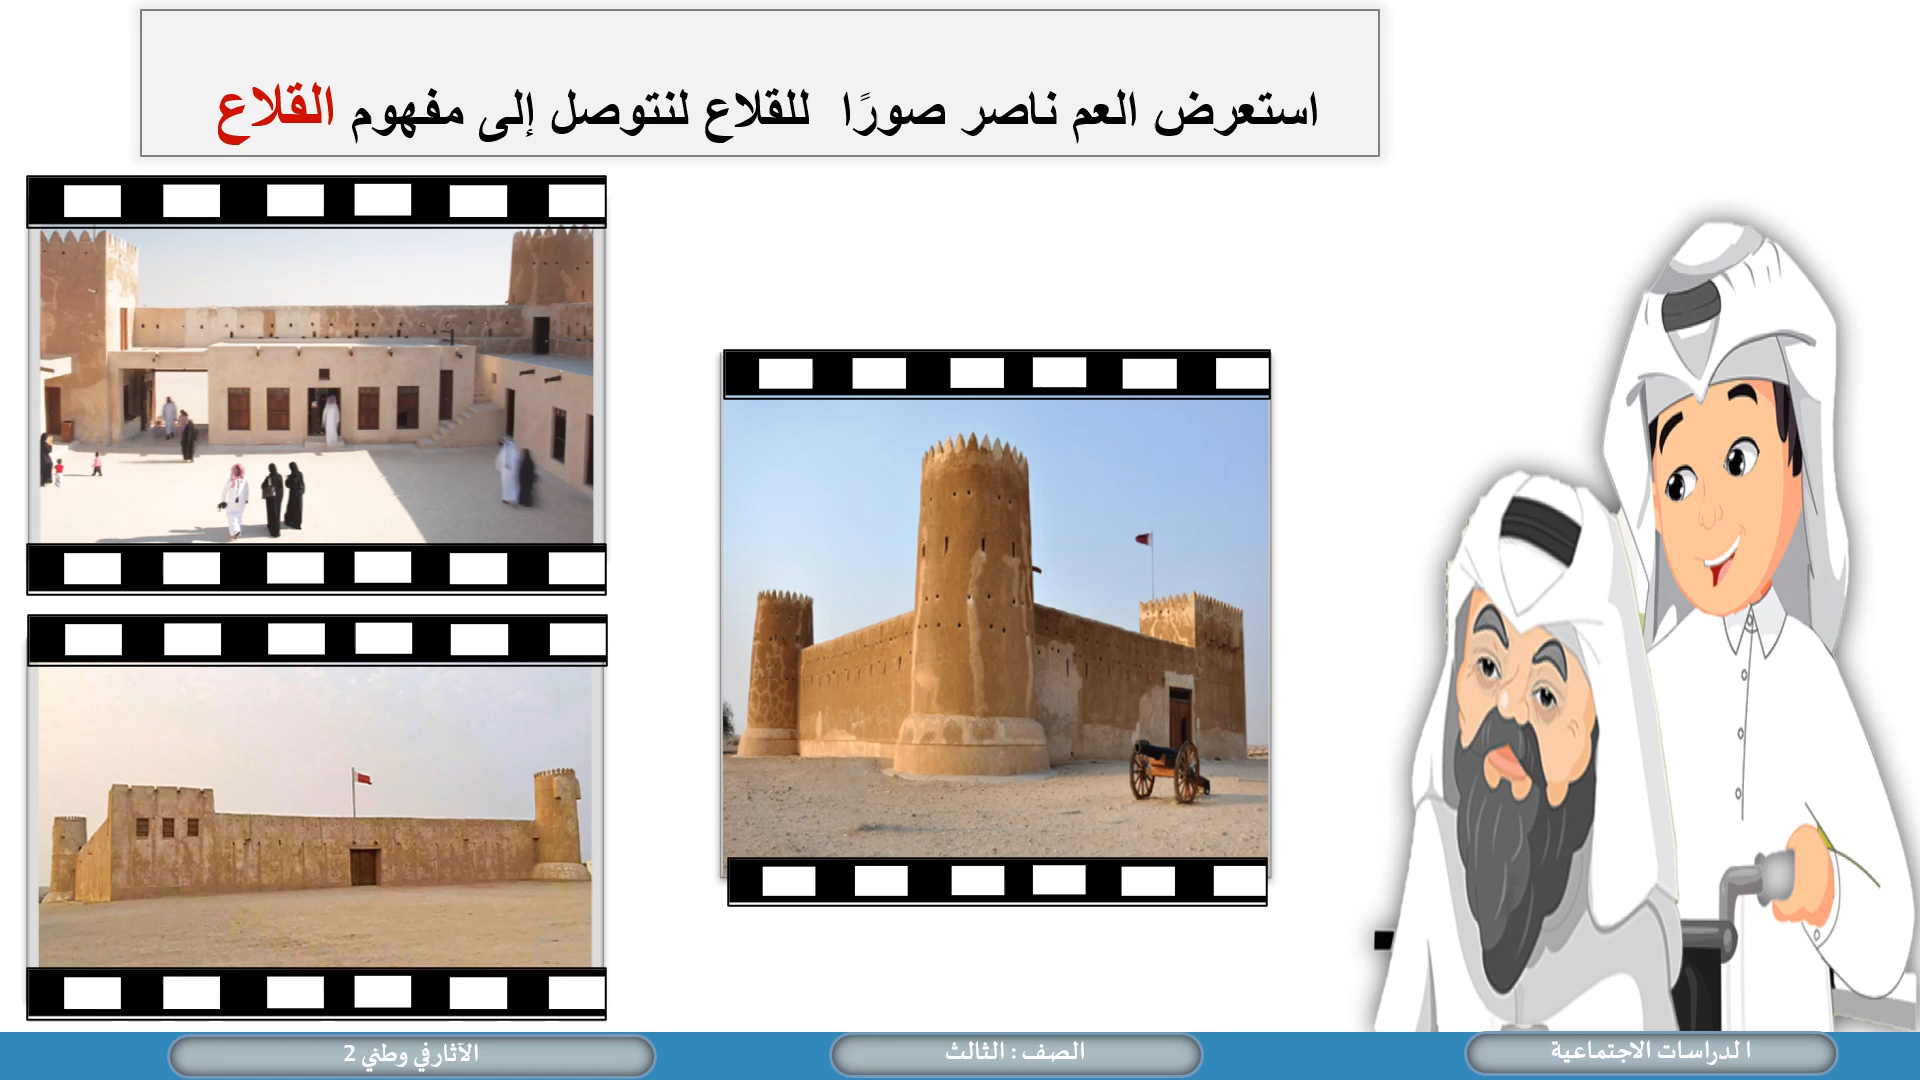 استعرض العم ناصر صورًا للقلاع لنتوصل إلى مفهوم القلاع
الدراسات الاجتماعية
الصف : الثالث
الآثار في وطني 2